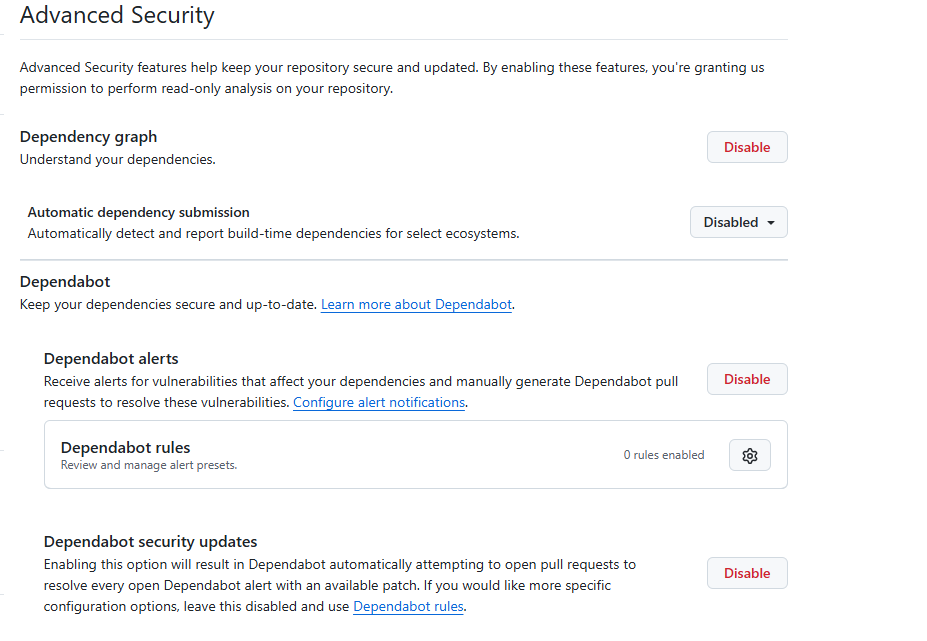 Advanced Security
Advanced Security features help keep your repository secure and updated. By enabling these features, you're granting us
permission to perform read-only analysis on your repository.
Dependency graph
Understand your dependencies.
Disable
Automatic dependency submission
Automatically detect and report build-time dependencies for select ecosystems.
Disabled
Dependabot
Keep your dependencies secure and up-to-date. Learn more about Dependabot.
Dependabot alerts
Receive alerts for vulnerabilities that affect your dependencies and manually generate Dependabot pull
requests to resolve these vulnerabilities. Configure alert notifications.
Disable
Dependabot rules
Review and manage alert presets.
0 rules enabled
Dependabot security updates
Enabling this option will result in Dependabot automatically attempting to open pull requests to
resolve every open Dependabot alert with an available patch. If you would like more specific
configuration options, leave this disabled and use Dependabot rules.
Disable